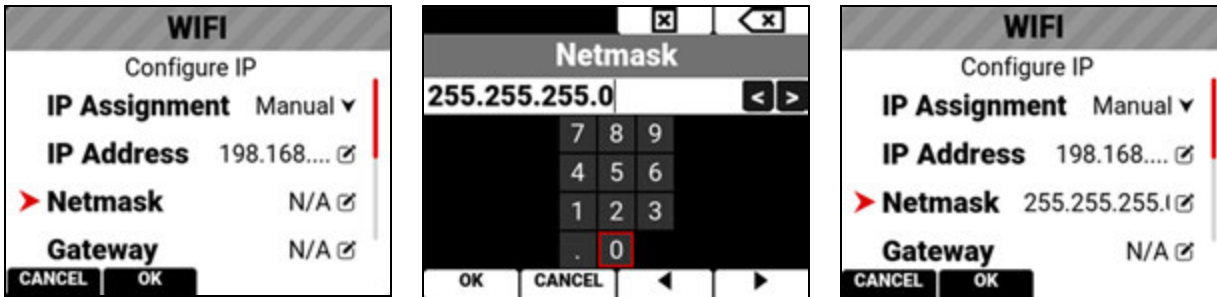 WIFI
Configure IP
IP Assignment Manual
IP Address 198.168....
Netmask N/A
Gateway N/A
CANCEL OK
Netmask
255.255.255.0 < >
7 8 9
4 5 6
1 2 3
. 0
OK CANCEL
WIFI
Configure IP
IP Assignment Manual
IP Address 198.168....
Netmask 255.255.255.
Gateway N/A
CANCEL OK